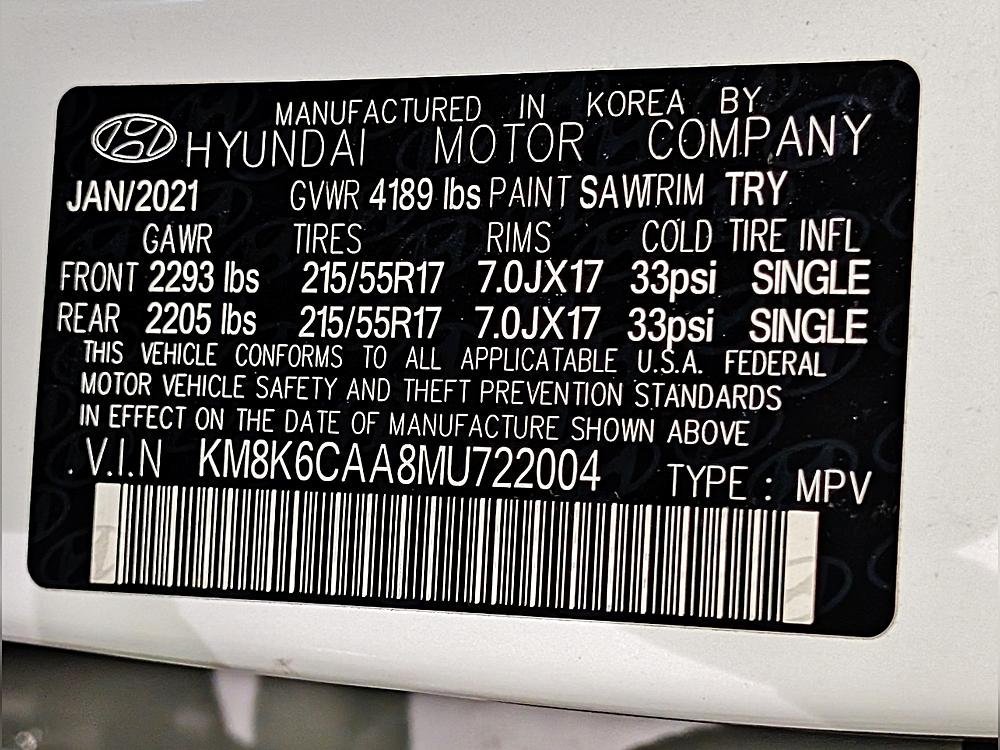 MANUFACTURED IN KOREA BY
HYUNDAI MOTOR COMPANY
JAN/2021 GVWR 4189 lbs PAINT SAW TRIM TRY
GAWR TIRES RIMS COLD TIRE INFL
FRONT 2293 lbs 215/55R17 7.0JX17 33psi SINGLE
REAR 2205 lbs 215/55R17 7.0JX17 33psi SINGLE
THIS VEHICLE CONFORMS TO ALL APPLICATABLE U.S.A. FEDERAL
MOTOR VEHICLE SAFETY AND THEFT PREVENTION STANDARDS
IN EFFECT ON THE DATE OF MANUFACTURE SHOWN ABOVE
.V.I.N KM8K6CAA8MU722004 TYPE : MPV